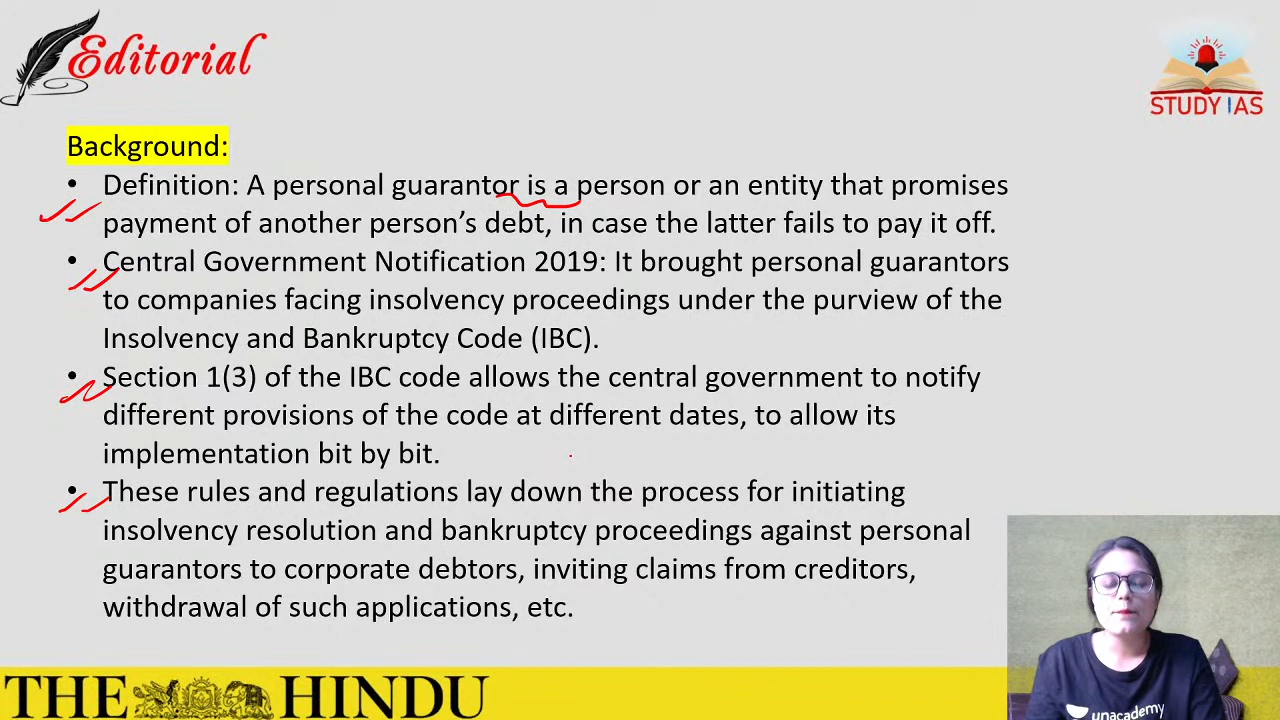 Editorial
STUDY IAS
Background:
• Definition: A personal guarantor is a person or an entity that promises
payment of another person’s debt, in case the latter fails to pay it off.
• Central Government Notification 2019: It brought personal guarantors
to companies facing insolvency proceedings under the purview of the
Insolvency and Bankruptcy Code (IBC).
• Section 1(3) of the IBC code allows the central government to notify
different provisions of the code at different dates, to allow its
implementation bit by bit.
• These rules and regulations lay down the process for initiating
insolvency resolution and bankruptcy proceedings against personal
guarantors to corporate debtors, inviting claims from creditors,
withdrawal of such applications, etc.
THE HINDU
unacademy